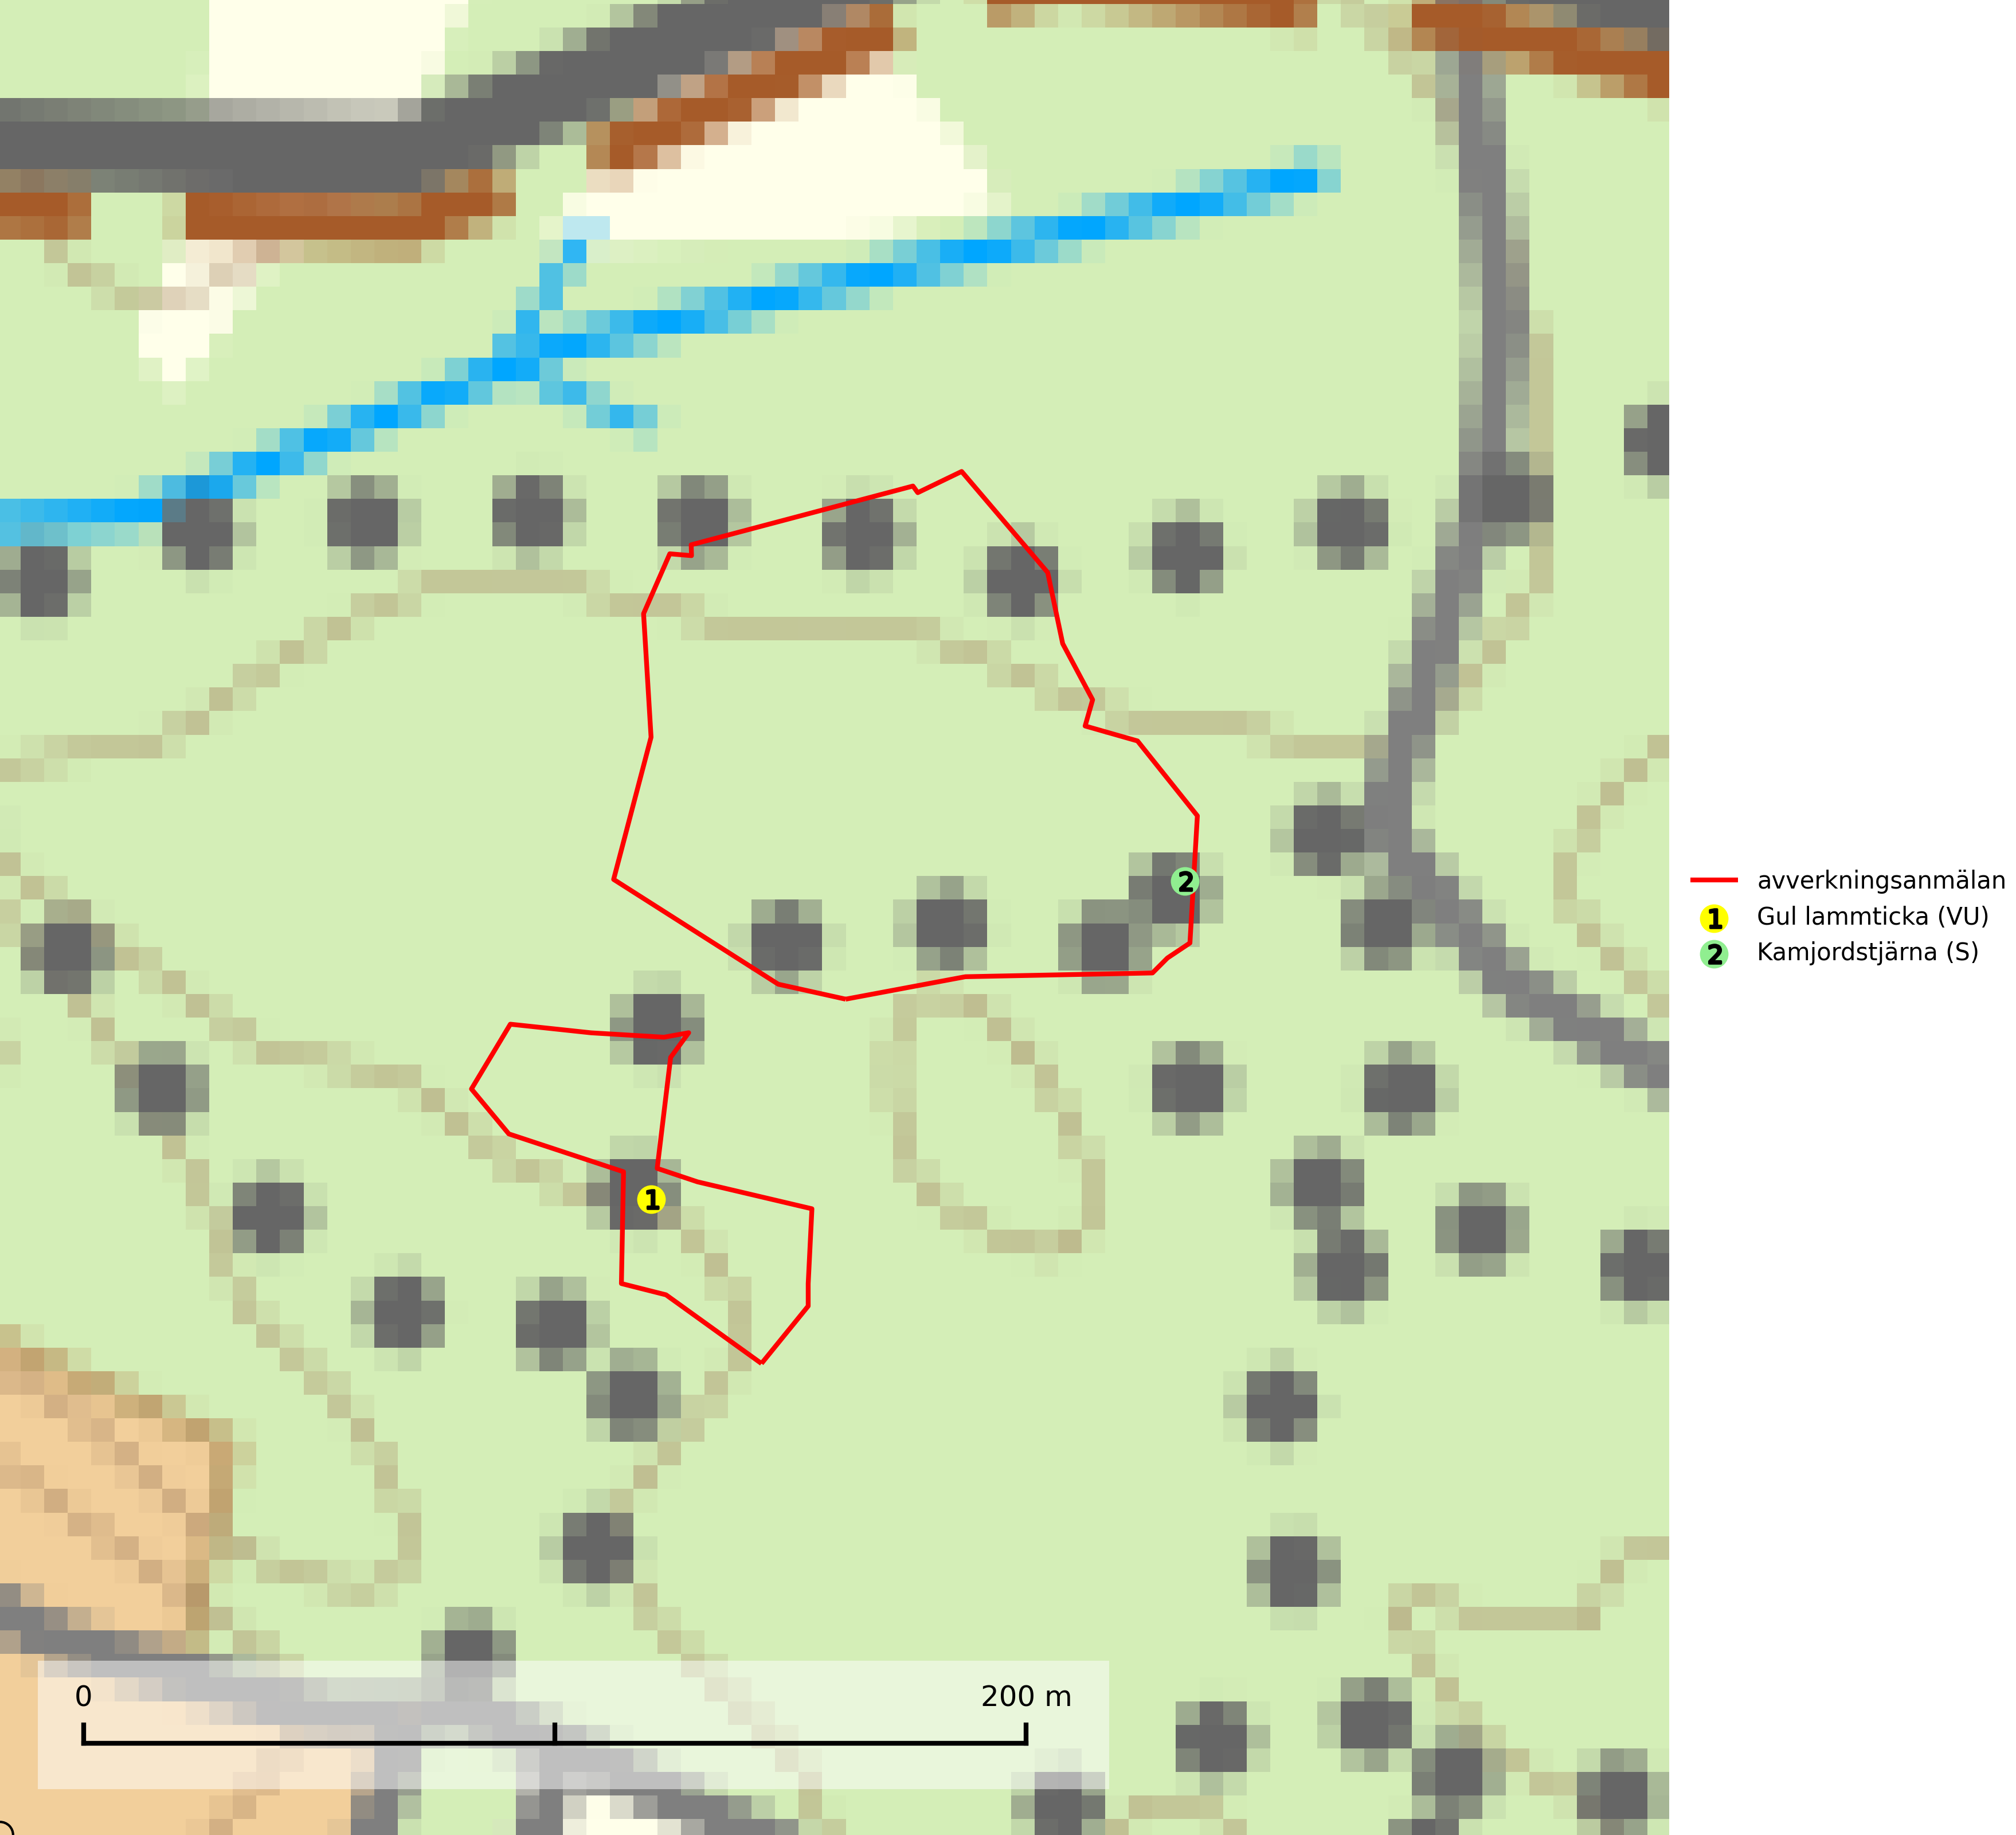 2
1
avverkningsanmälan
1 Gul lammticka (VU)
2 Kamjordstjärna (S)
0 200 m